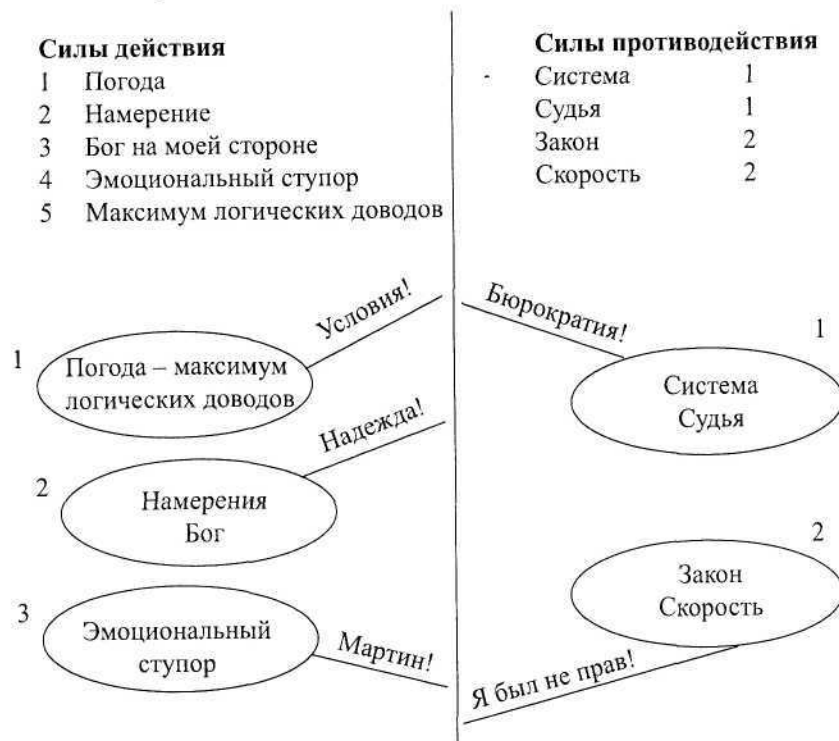 Силы действия
1 Погода
2 Намерение
3 Бог на моей стороне
4 Эмоциональный ступор
5 Максимум логических доводов
Силы противодействия
Система 1
Судья 1
Закон 2
Скорость 2
Условия!
1
Погода – максимум
логических доводов
Надежда!
2
Намерения
Бог
3
Эмоциональный
ступор
Мартин!
Бюрократия!
1
Система
Судья
2
Закон
Скорость
Я был не прав!